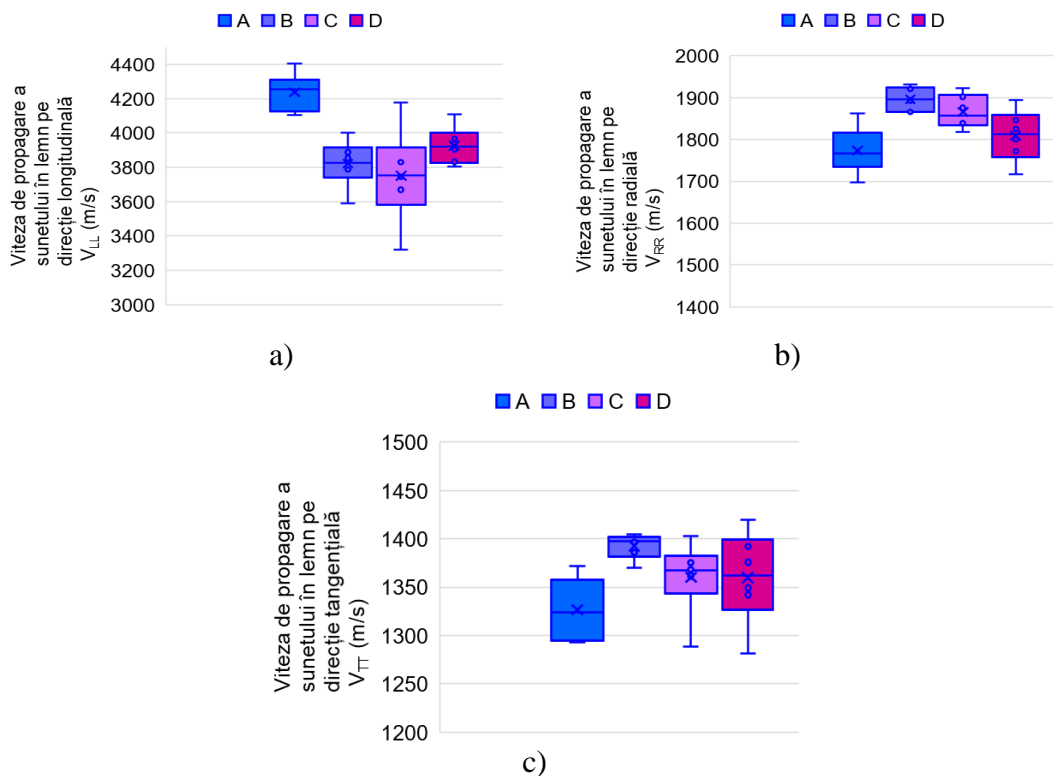 A B C D
Viteza de propagare a
sunetului în lemn pe
direcție longitudinală
V_LL (m/s)
4400
4200
4000
3800
3600
3400
3200
3000
a)
A B C D
Viteza de propagare a
sunetului în lemn pe
direcție radială
V_RR (m/s)
2000
1900
1800
1700
1600
1500
1400
b)
A B C D
Viteza de propagare a
sunetului în lemn pe
direcție tangențială
V_TT (m/s)
1500
1450
1400
1350
1300
1250
1200
c)